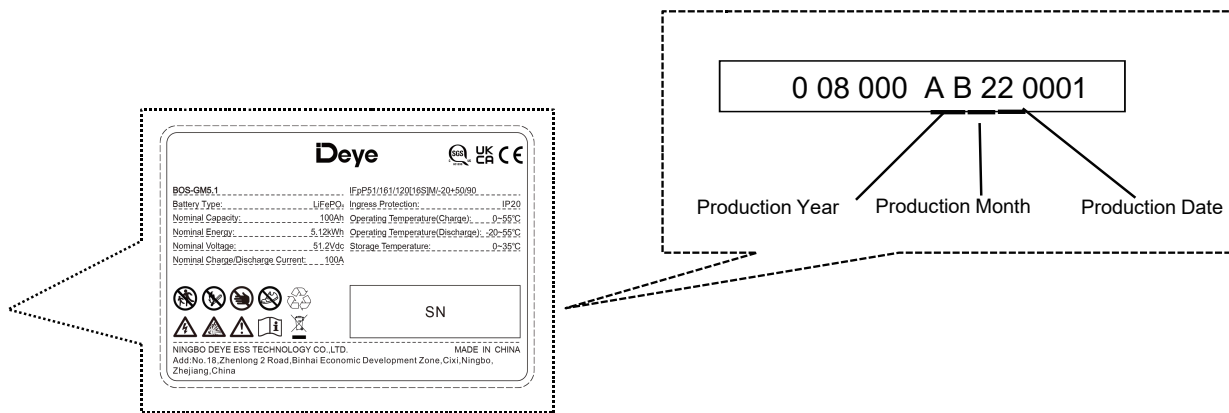 0 08 000 A B 22 0001
Production Year
Production Month
Production Date
Deye
SGS
UK
CA
CE
BOS-GM5.1
IFpP51/161/120[16S]M/-20+50/90
Battery Type: LiFePO₄
Ingress Protection: IP20
Nominal Capacity: 100Ah
Operating Temperature(Charge): 0~55℃
Nominal Energy: 5.12kWh
Operating Temperature(Discharge): -20~55℃
Nominal Voltage: 51.2Vdc
Storage Temperature: 0~35℃
Nominal Charge/Discharge Current: 100A
SN
NINGBO DEYE ESS TECHNOLOGY CO.,LTD.
MADE IN CHINA
Add:No.18,Zhenlong 2 Road,Binhai Economic Development Zone,Cixi,Ningbo,
Zhejiang,China